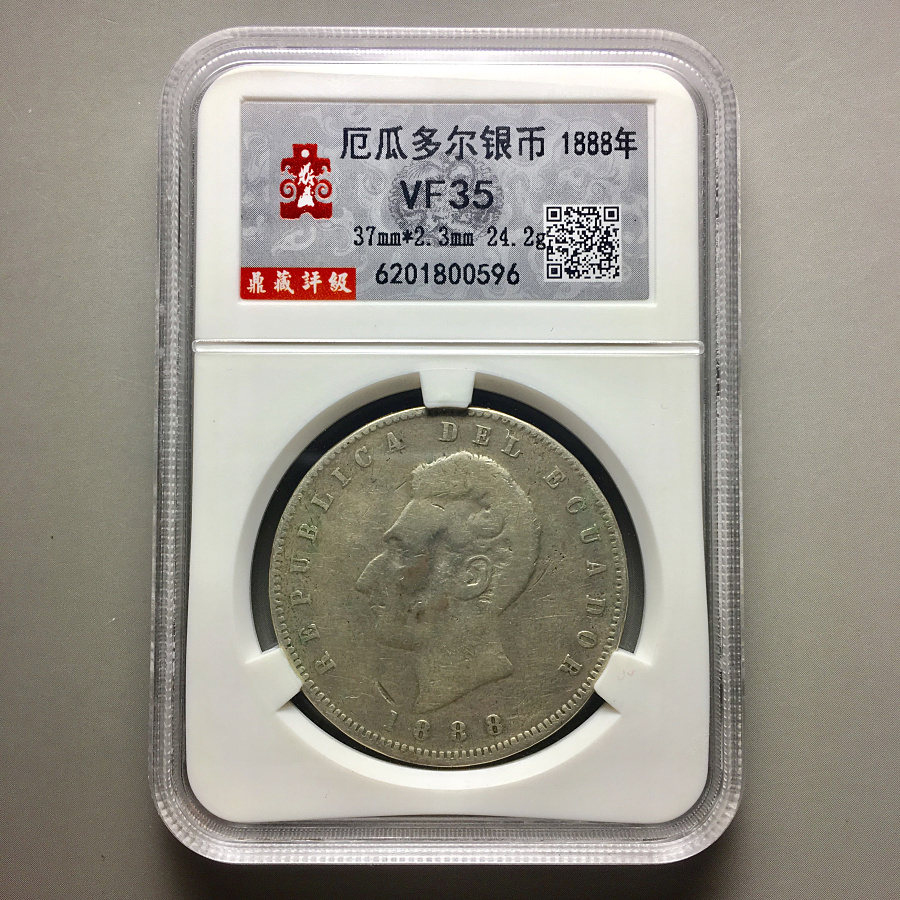 厄瓜多尔银币 1888年
VF35
37mm*2.3mm 24.2g
鼎藏評級 6201800596
REPUBLICA DEL ECUADOR
1888